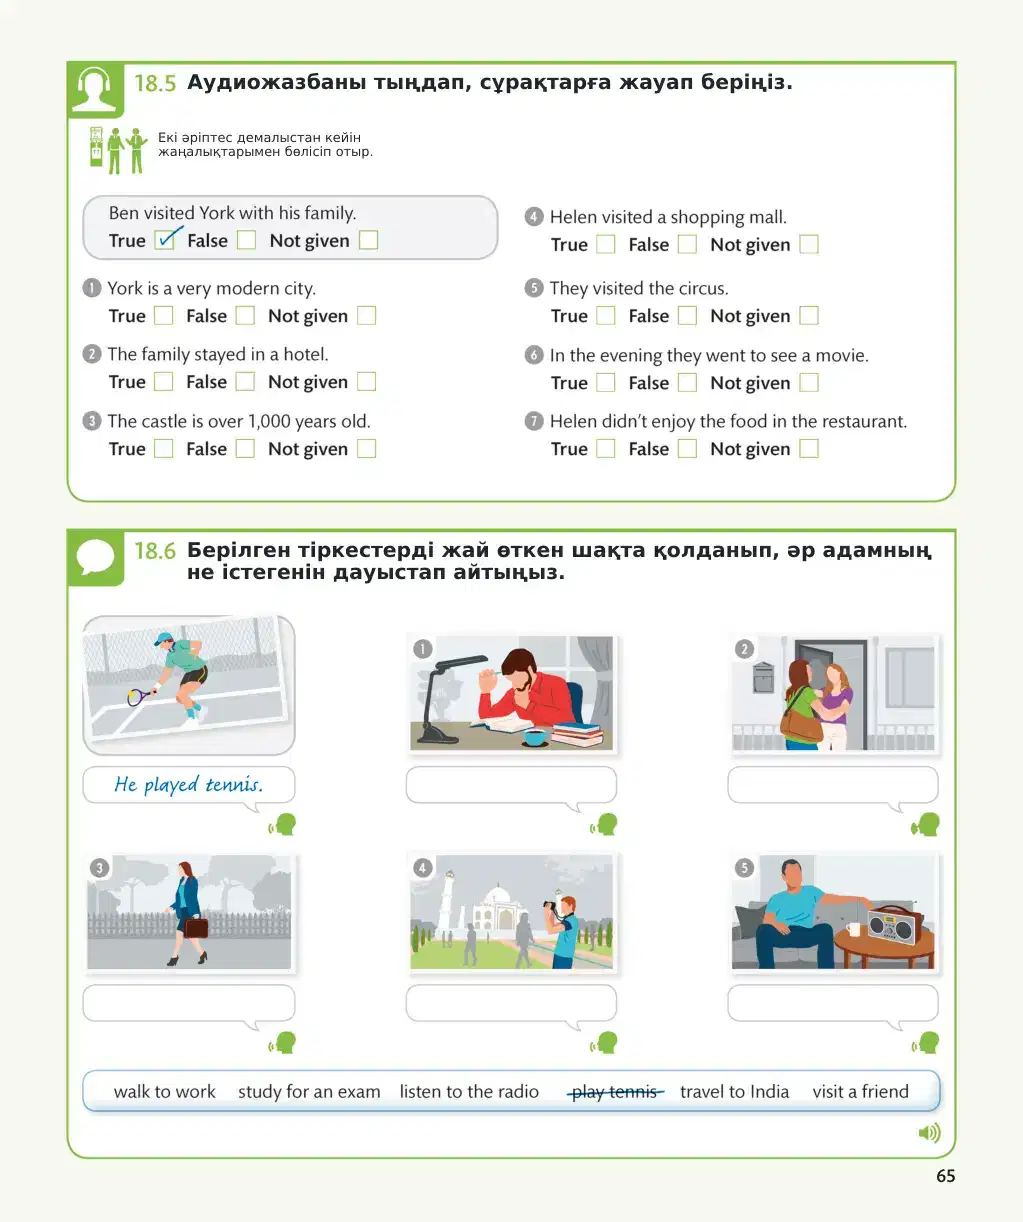 18.5 Аудиожазбаны тыңдап, сұрақтарға жауап беріңіз.
Екі әріптес демалыстан кейін
жаңалықтарымен бөлісіп отыр.
Ben visited York with his family.
True False Not given
1 York is a very modern city.
True False Not given
2 The family stayed in a hotel.
True False Not given
3 The castle is over 1,000 years old.
True False Not given
4 Helen visited a shopping mall.
True False Not given
5 They visited the circus.
True False Not given
6 In the evening they went to see a movie.
True False Not given
7 Helen didn't enjoy the food in the restaurant.
True False Not given
18.6 Берілген тіркестерді жай өткен шақта қолданып, әр адамның
не істегенін дауыстап айтыңыз.
He played tennis.
1
2
3
4
5
walk to work study for an exam listen to the radio play tennis travel to India visit a friend
65